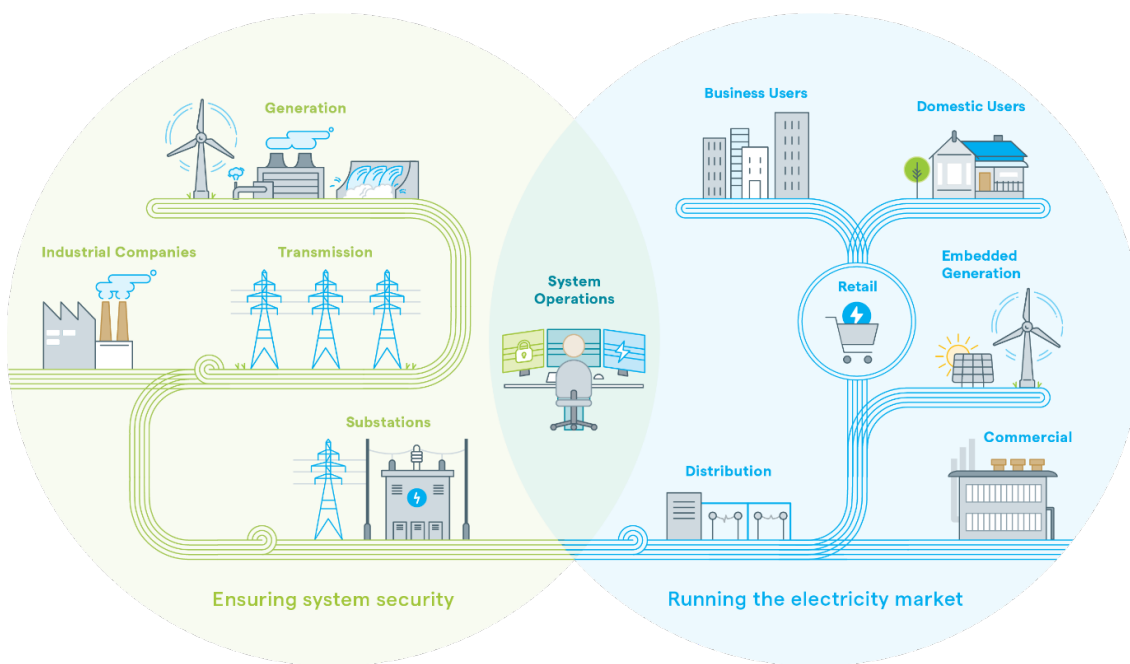 Generation
Industrial Companies
Transmission
Substations
Ensuring system security
System
Operations
Business Users
Domestic Users
Retail
Embedded
Generation
Distribution
Commercial
Running the electricity market